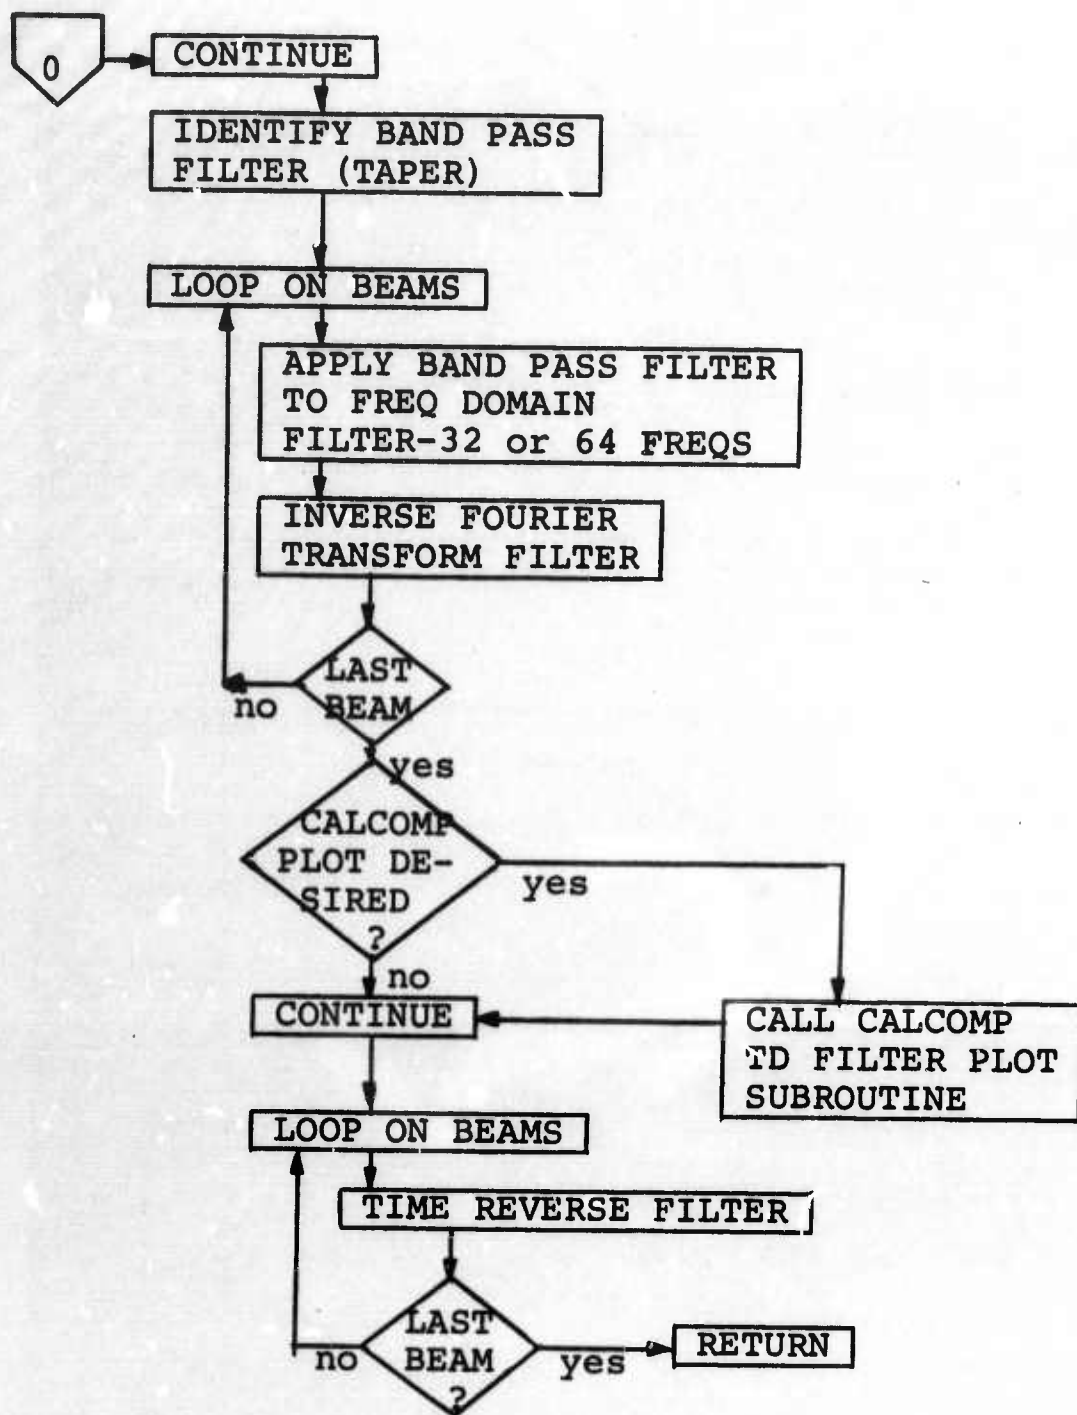 0
CONTINUE
IDENTIFY BAND PASS
FILTER (TAPER)
LOOP ON BEAMS
APPLY BAND PASS FILTER
TO FREQ DOMAIN
FILTER-32 or 64 FREQS
INVERSE FOURIER
TRANSFORM FILTER
LAST
BEAM
no
yes
CALCOMP
PLOT DE-
SIRED
?
yes
no
CONTINUE
CALL CALCOMP
TD FILTER PLOT
SUBROUTINE
LOOP ON BEAMS
TIME REVERSE FILTER
LAST
BEAM
?
no
yes
RETURN